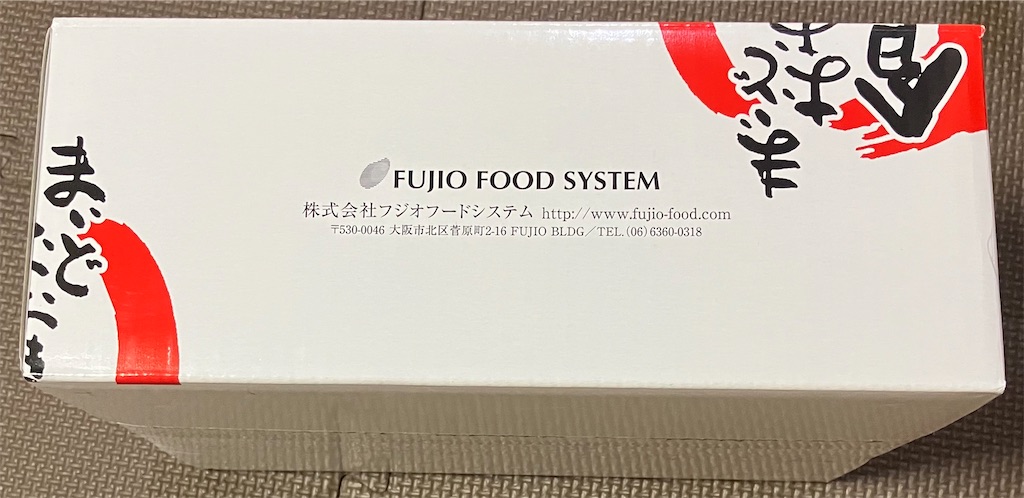 FUJIO FOOD SYSTEM
株式会社フジオフードシステム http://www.fujio-food.com
〒530-0046 大阪市北区菅原町2-16 FUJIO BLDG／TEL.(06)6360-0318
まいど